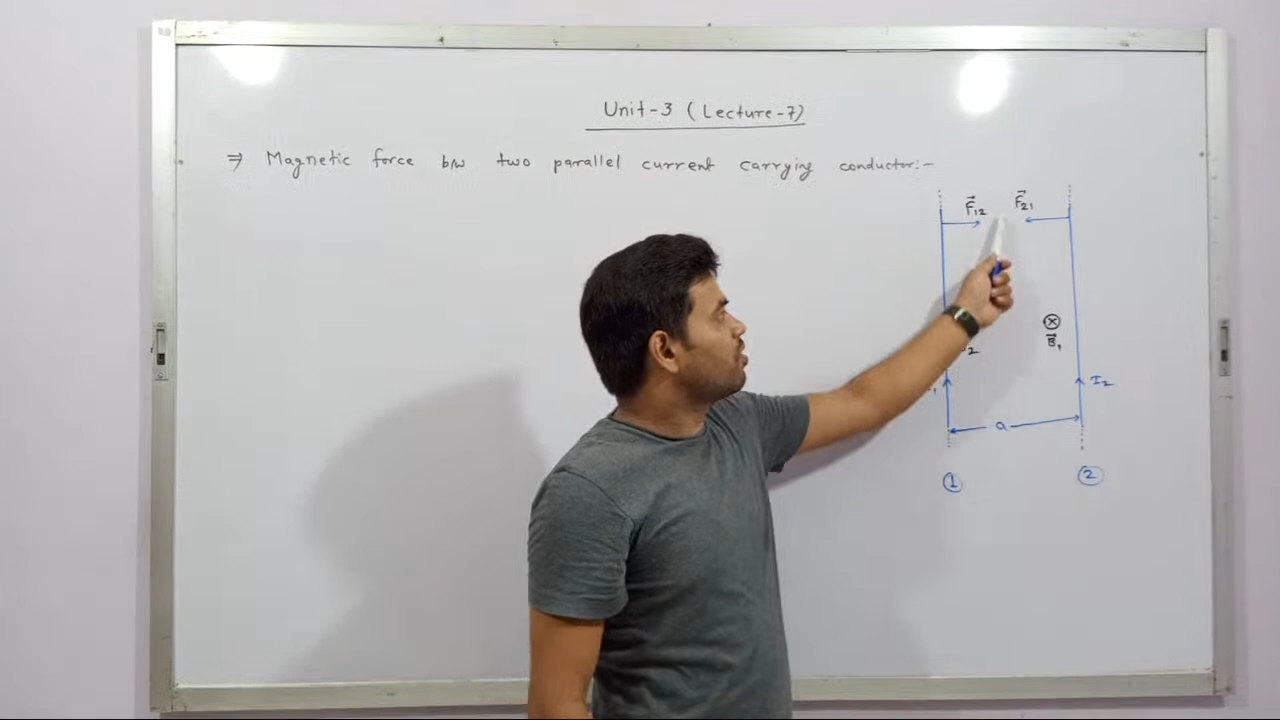 Unit-3 (Lecture-7)
⇒ Magnetic force b/w two parallel current carrying conductor:-
F⃗₁₂ F⃗₂₁
⊗
B⃗₁
I₂
a
① ②